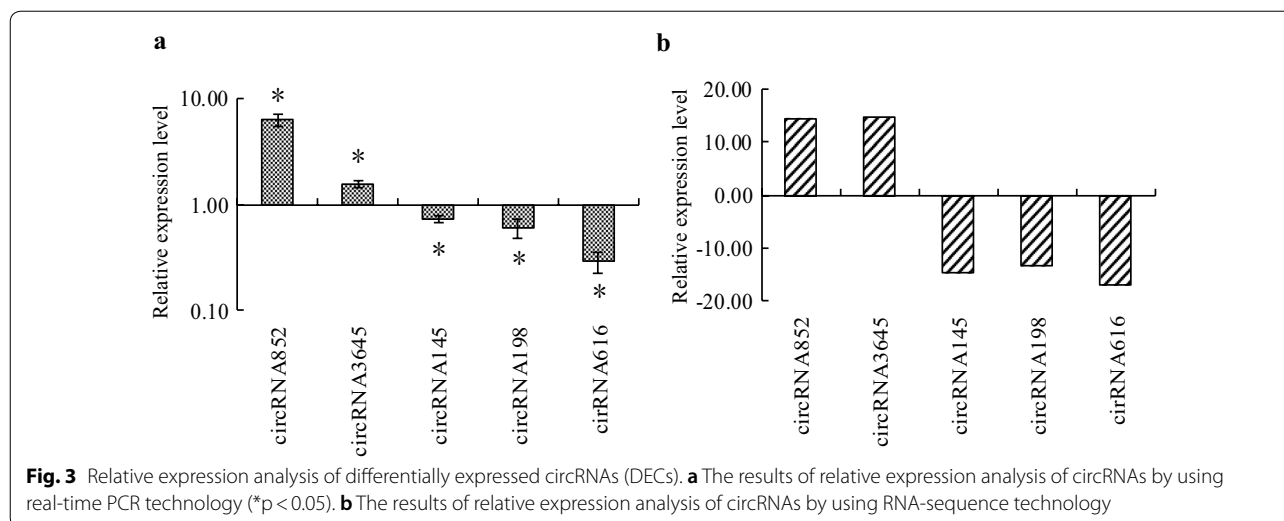 a
b
Relative expression level
10.00
1.00
0.10
*
*
*
*
*
circRNA852
circRNA3645
circRNA145
circRNA198
cirRNA616
Relative expression level
20.00
10.00
0.00
-10.00
-20.00
circRNA852
circRNA3645
circRNA145
circRNA198
cirRNA616
Fig. 3 Relative expression analysis of differentially expressed circRNAs (DECs). a The results of relative expression analysis of circRNAs by using
real-time PCR technology (*p < 0.05). b The results of relative expression analysis of circRNAs by using RNA-sequence technology